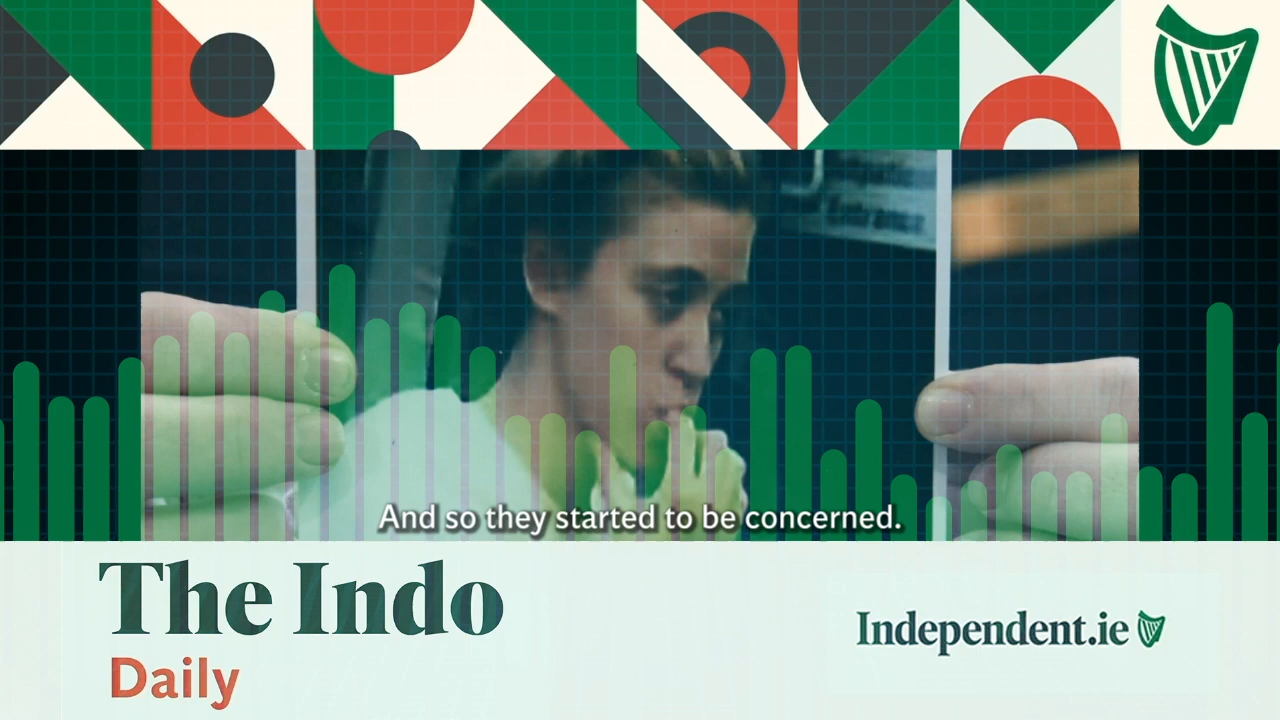 And so they started to be concerned.
The Indo
Daily
Independent.ie